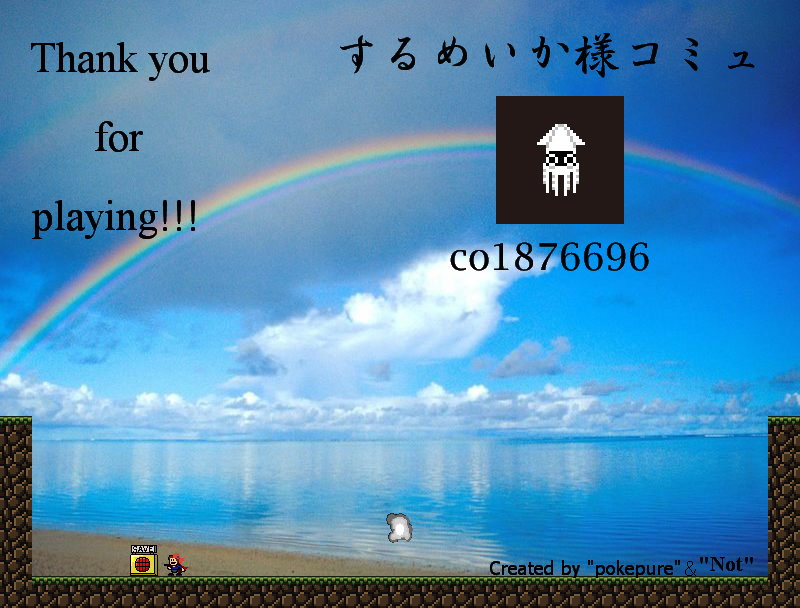 Thank you
for
playing!!!
するめいか様コミュ
co1876696
SAVE!
Created by "pokepure"&"Not"